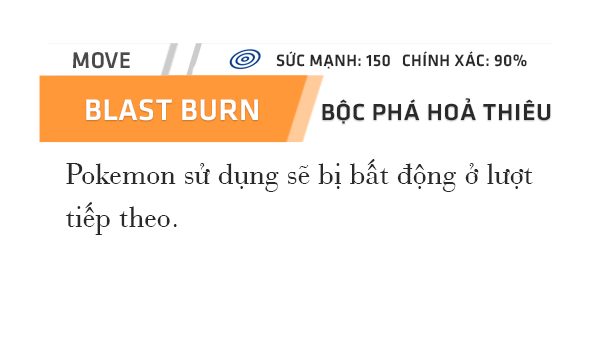 MOVE SỨC MẠNH: 150 CHÍNH XÁC: 90%
BLAST BURN BỘC PHÁ HOẢ THIÊU
Pokemon sử dụng sẽ bị bất động ở lượt
tiếp theo.